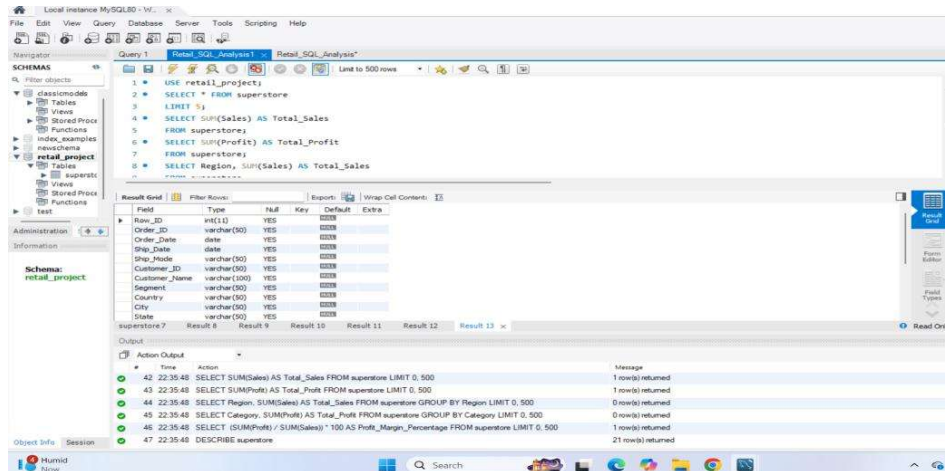 Local instance MySQL80 - W...
File Edit View Query Database Server Tools Scripting Help
Navigator
SCHEMAS
Filter objects
classicmodels
Tables
Views
Stored Proce
Functions
index_examples
newschema
retail_project
Tables
superstc
Views
Stored Proce
Functions
test
Administration
Information
Schema:
retail_project
Object Info Session
Query 1 Retail_SQL_Analysis1 Retail_SQL_Analysis*
Limit to 500 rows
1 USE retail_project;
2 SELECT * FROM superstore
3 LIMIT 5;
4 SELECT SUM(Sales) AS Total_Sales
5 FROM superstore;
6 SELECT SUM(Profit) AS Total_Profit
7 FROM superstore;
8 SELECT Region, SUM(Sales) AS Total_Sales
Result Grid Filter Rows: Export: Wrap Cell Content:
Field Type Null Key Default Extra
Row_ID int(11) YES NULL
Order_ID varchar(50) YES NULL
Order_Date date YES NULL
Ship_Date date YES NULL
Ship_Mode varchar(50) YES NULL
Customer_ID varchar(50) YES NULL
Customer_Name varchar(100) YES NULL
Segment varchar(50) YES NULL
Country varchar(50) YES NULL
City varchar(50) YES NULL
State varchar(50) YES NULL
Result Grid
Form Editor
Field Types
superstore7 Result 8 Result 9 Result 10 Result 11 Result 12 Result 13
Read On
Output
Action Output
# Time Action Message
42 22:35:48 SELECT SUM(Sales) AS Total_Sales FROM superstore LIMIT 0, 500 1 row(s) returned
43 22:35:48 SELECT SUM(Profit) AS Total_Profit FROM superstore LIMIT 0, 500 1 row(s) returned
44 22:35:48 SELECT Region, SUM(Sales) AS Total_Sales FROM superstore GROUP BY Region LIMIT 0, 500 0 row(s) returned
45 22:35:48 SELECT Category, SUM(Profit) AS Total_Profit FROM superstore GROUP BY Category LIMIT 0, 500 0 row(s) returned
46 22:35:48 SELECT (SUM(Profit) / SUM(Sales)) * 100 AS Profit_Margin_Percentage FROM superstore LIMIT 0, 500 1 row(s) returned
47 22:35:48 DESCRIBE superstore 21 row(s) returned
Humid
Now
Search